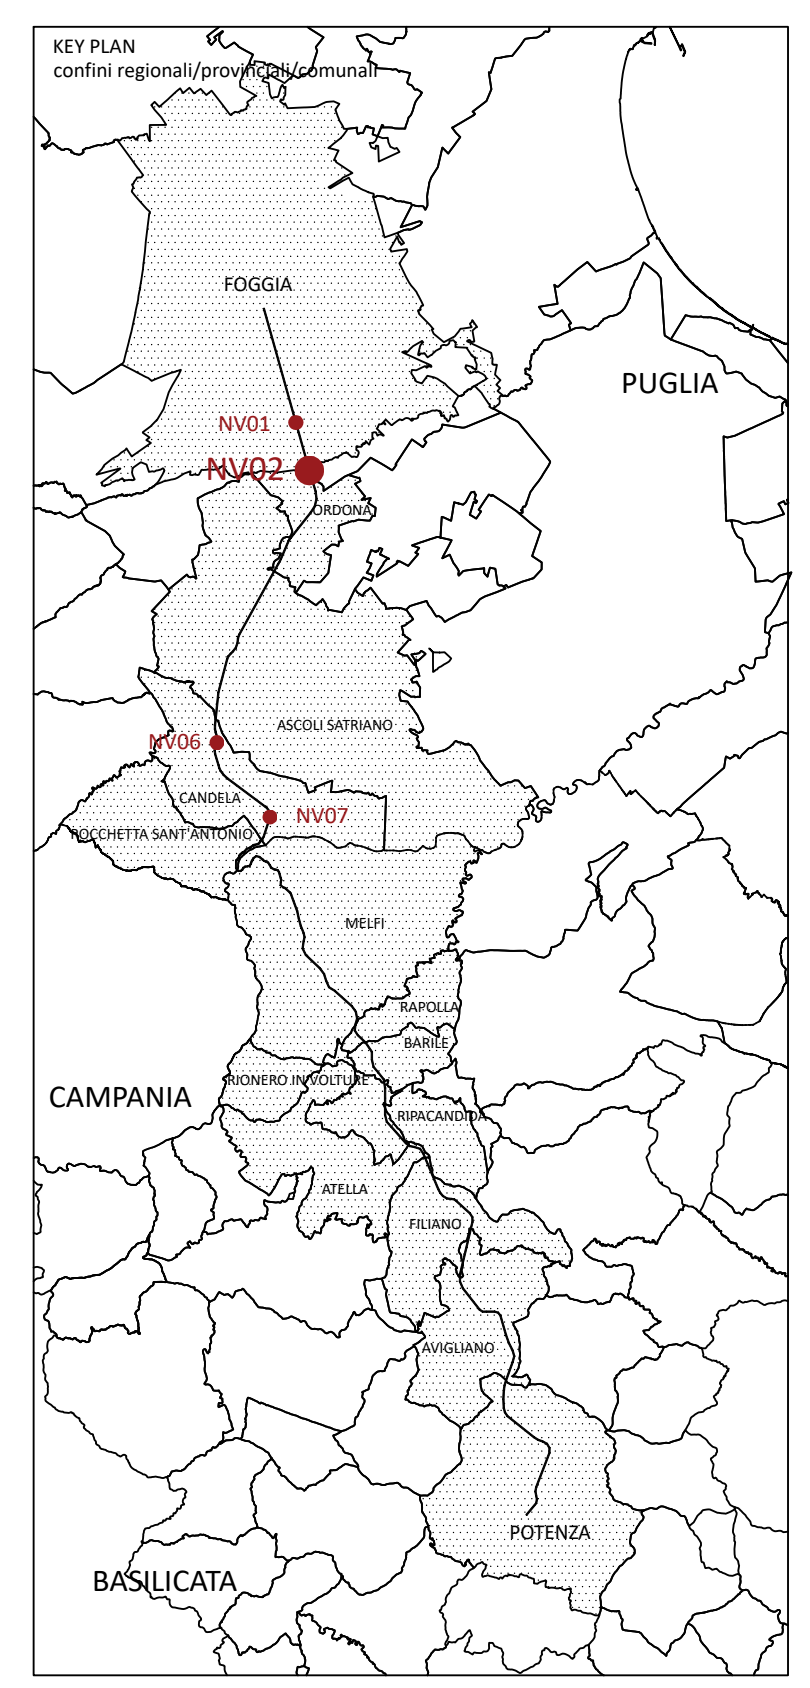 KEY PLAN
confini regionali/provinciali/comunali
FOGGIA
PUGLIA
NV01
NV02
ORDONA
ASCOLI SATRIANO
NV06
CANDELA
NV07
ROCCHETTA SANT'ANTONIO
MELFI
RAPOLLA
BARILE
RIONERO IN VOLTURE
CAMPANIA
RIPACANDIDA
ATELLA
FILIANO
AVIGLIANO
POTENZA
BASILICATA